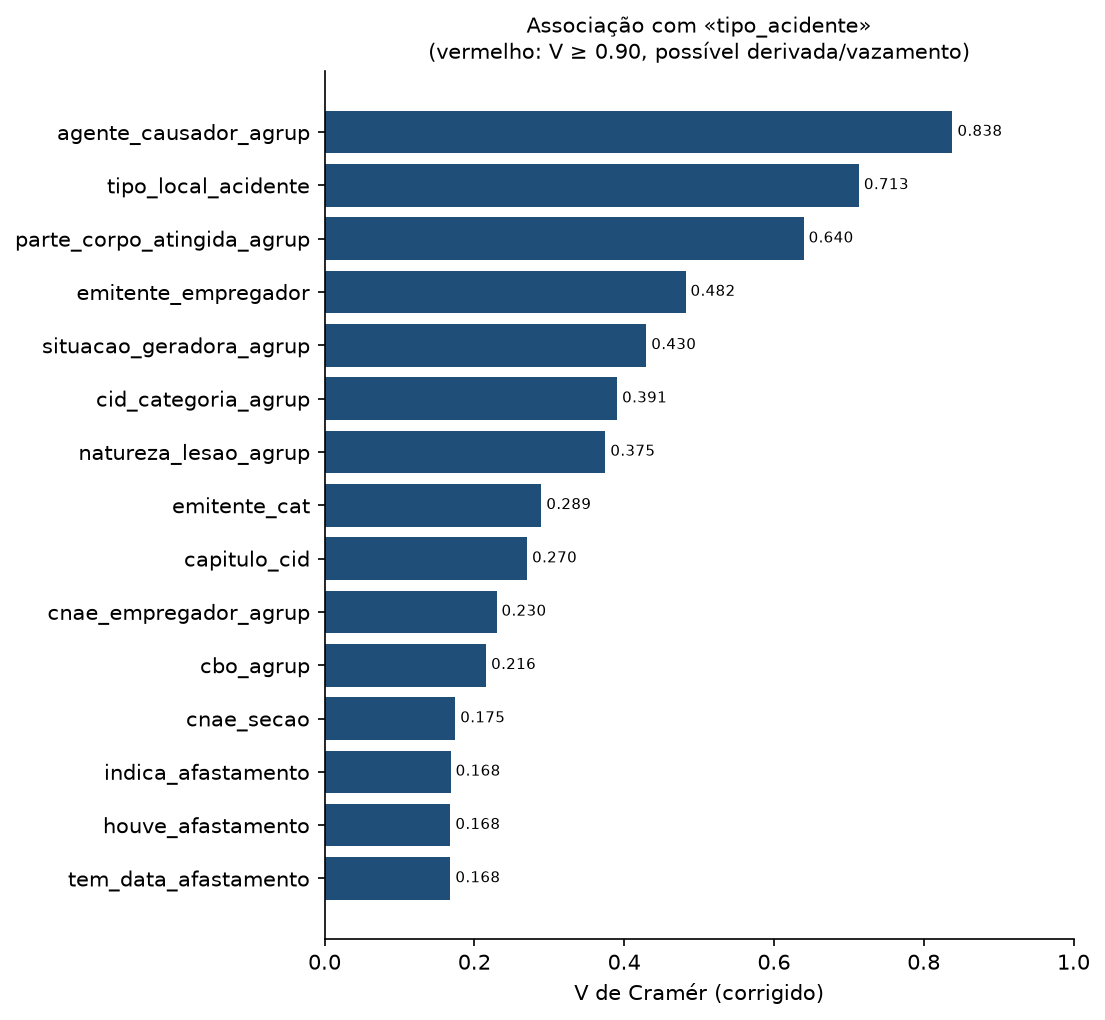 Associação com «tipo_acidente»
(vermelho: V ≥ 0.90, possível derivada/vazamento)
agente_causador_agrup 0.838
tipo_local_acidente 0.713
parte_corpo_atingida_agrup 0.640
emitente_empregador 0.482
situacao_geradora_agrup 0.430
cid_categoria_agrup 0.391
natureza_lesao_agrup 0.375
emitente_cat 0.289
capitulo_cid 0.270
cnae_empregador_agrup 0.230
cbo_agrup 0.216
cnae_secao 0.175
indica_afastamento 0.168
houve_afastamento 0.168
tem_data_afastamento 0.168
0.0 0.2 0.4 0.6 0.8 1.0
V de Cramér (corrigido)